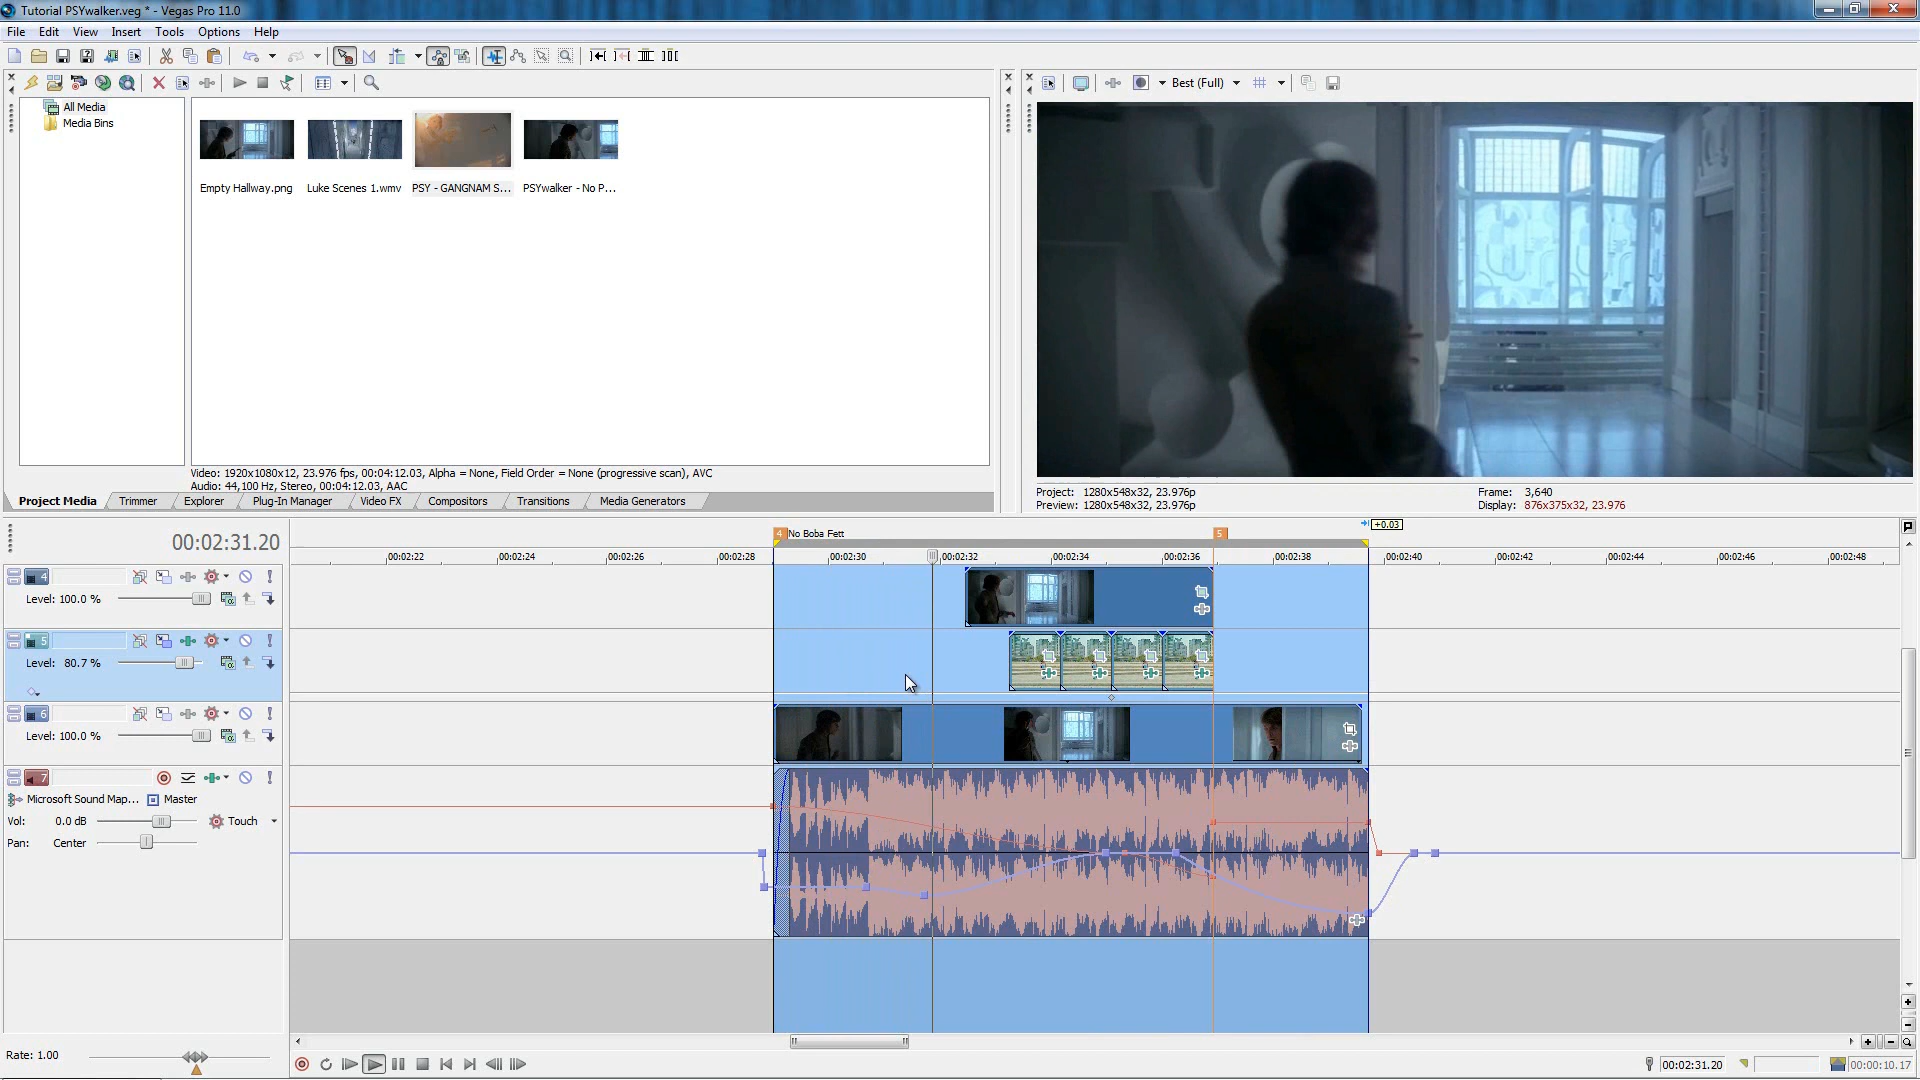 Tutorial PSYwalker.veg * - Vegas Pro 11.0
File Edit View Insert Tools Options Help
Best (Full)
All Media
Media Bins
Empty Hallway.png
Luke Scenes 1.wmv
PSY - GANGNAM S...
PSYwalker - No P...
Video: 1920x1080x12, 23.976 fps, 00:04:12.03, Alpha = None, Field Order = None (progressive scan), AVC
Audio: 44,100 Hz, Stereo, 00:04:12.03, AAC
Project Media Trimmer Explorer Plug-In Manager Video FX Compositors Transitions Media Generators
Project: 1280x548x32, 23.976p
Preview: 1280x548x32, 23.976p
Frame: 3,640
Display: 876x375x32, 23.976
00:02:31.20
4 No Boba Fett
5
+0.03
00:02:22 00:02:24 00:02:26 00:02:28 00:02:30 00:02:32 00:02:34 00:02:36 00:02:38 00:02:40 00:02:42 00:02:44 00:02:46 00:02:48
4
Level: 100.0 %
5
Level: 80.7 %
6
Level: 100.0 %
7
Microsoft Sound Map... Master
Vol: 0.0 dB Touch
Pan: Center
Rate: 1.00
00:02:31.20
00:00:10.17